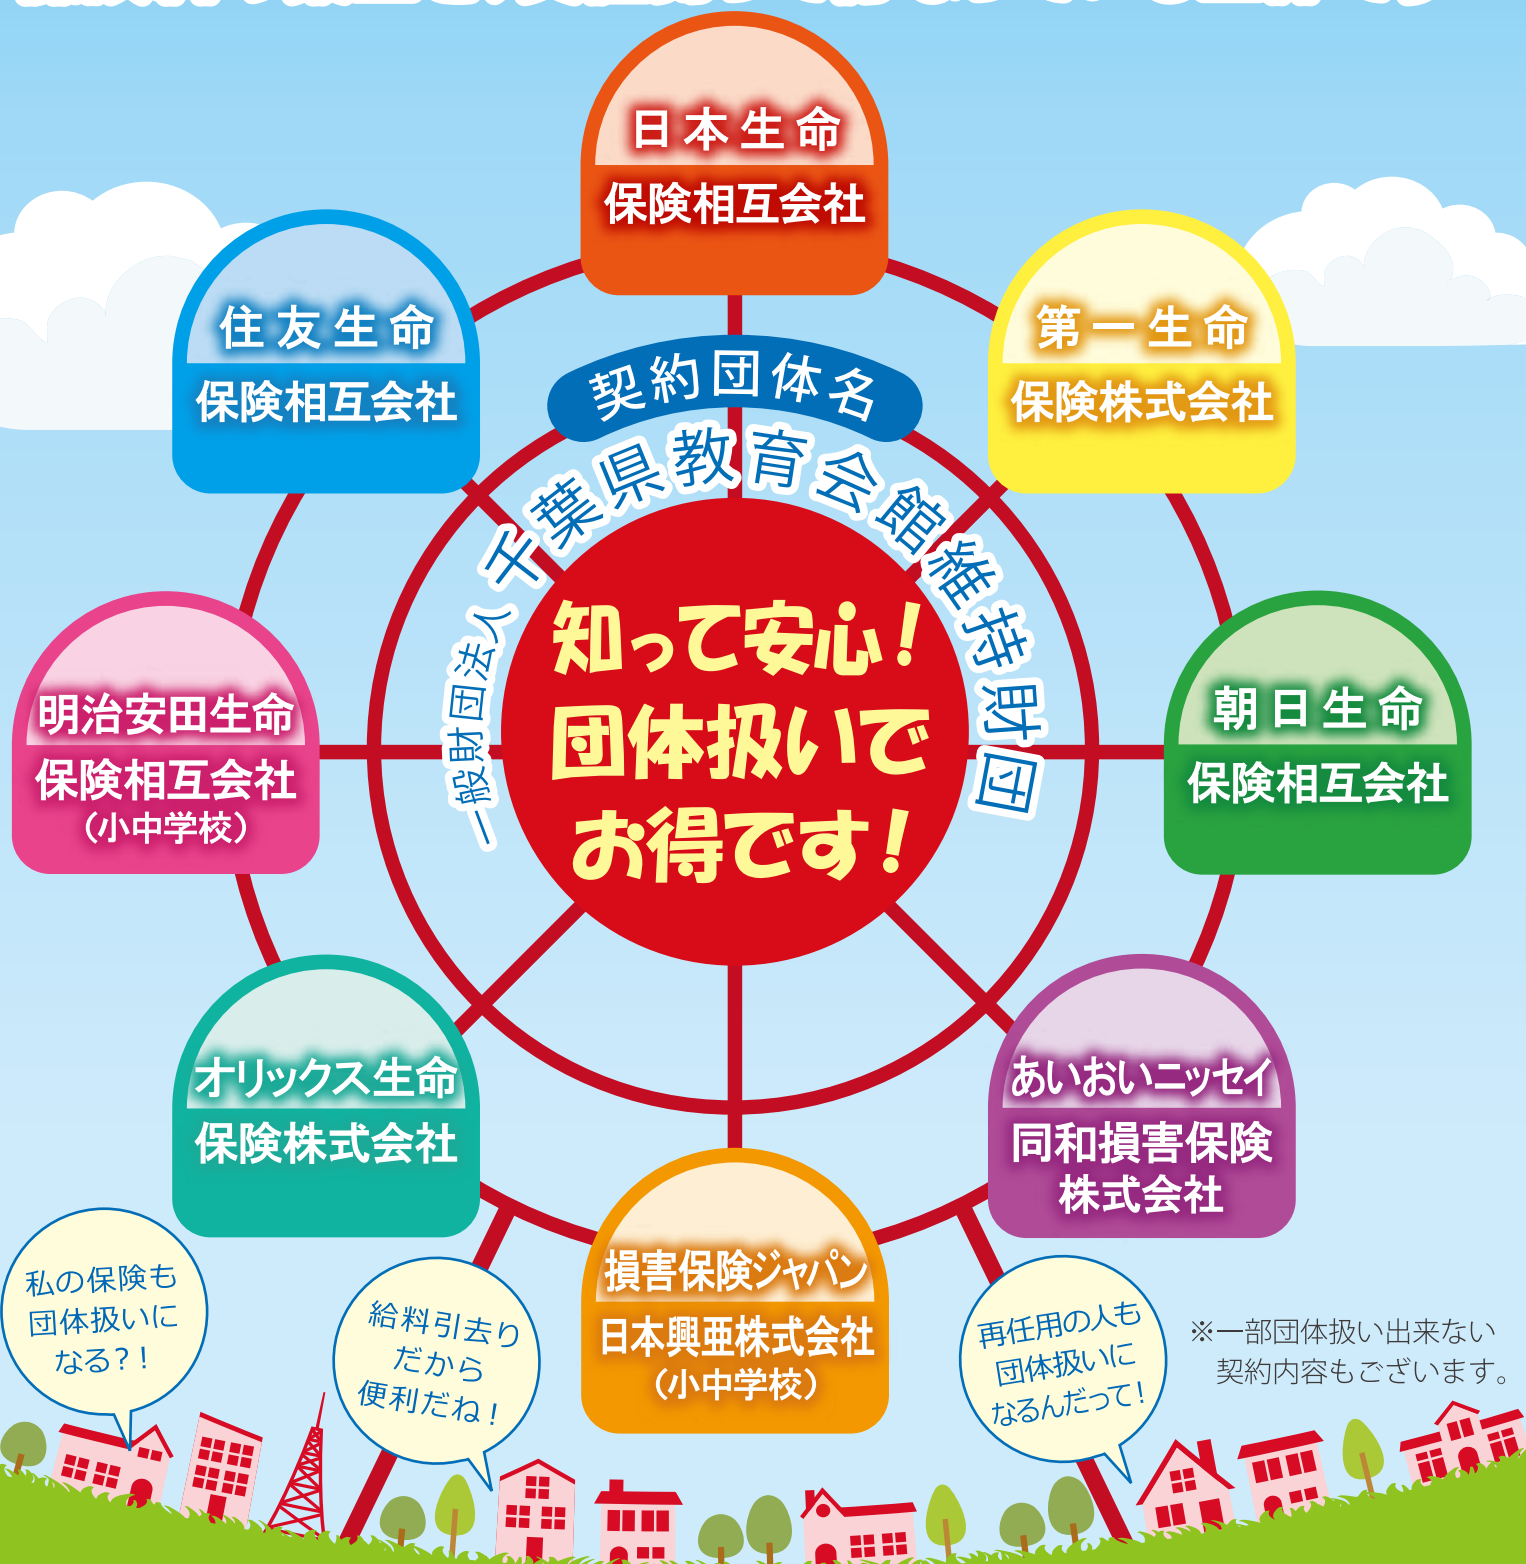 日本生命
保険相互会社
住友生命
保険相互会社
第一生命
保険株式会社
契約団体名
一般財団法人 千葉県教育会館維持財団
知って安心！
団体扱いで
お得です！
明治安田生命
保険相互会社
（小中学校）
朝日生命
保険相互会社
オリックス生命
保険株式会社
あいおいニッセイ
同和損害保険
株式会社
損害保険ジャパン
日本興亜株式会社
（小中学校）
私の保険も
団体扱いに
なる？！
給料引去り
だから
便利だね！
再任用の人も
団体扱いに
なるんだって！
※一部団体扱い出来ない
契約内容もございます。